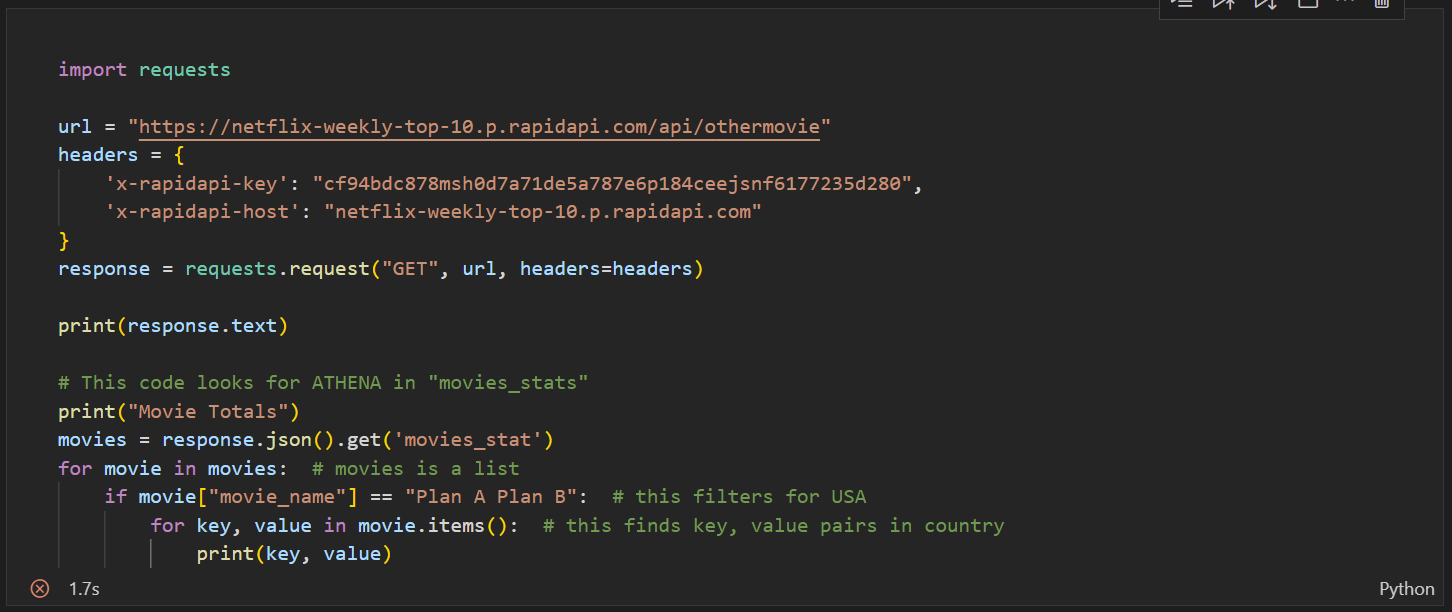 import requests
url = "https://netflix-weekly-top-10.p.rapidapi.com/api/othermovie"
headers = {
    'x-rapidapi-key': "cf94bdc878msh0d7a71de5a787e6p184ceejsnf6177235d280",
    'x-rapidapi-host': "netflix-weekly-top-10.p.rapidapi.com"
}
response = requests.request("GET", url, headers=headers)
print(response.text)
# This code looks for ATHENA in "movies_stats"
print("Movie Totals")
movies = response.json().get('movies_stat')
for movie in movies:  # movies is a list
    if movie["movie_name"] == "Plan A Plan B":  # this filters for USA
        for key, value in movie.items():  # this finds key, value pairs in country
            print(key, value)
1.7s
Python